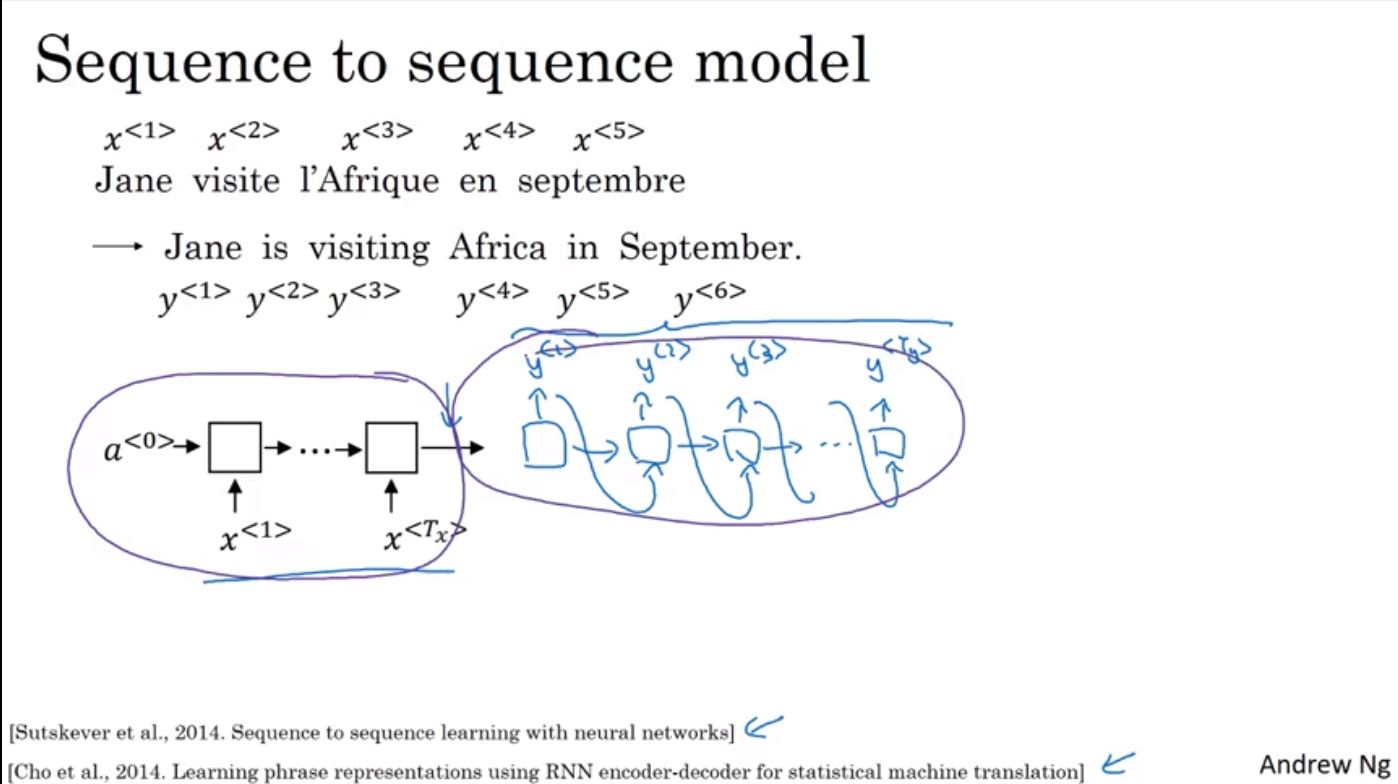 Sequence to sequence model
x<1> x<2> x<3> x<4> x<5>
Jane visite l'Afrique en septembre
→ Jane is visiting Africa in September.
y<1> y<2> y<3> y<4> y<5> y<6>
y<1> y<2> y<3> y<Ty>
a<0> → ... →
x<1> x<Tx>
[Sutskever et al., 2014. Sequence to sequence learning with neural networks]
[Cho et al., 2014. Learning phrase representations using RNN encoder-decoder for statistical machine translation]
Andrew Ng